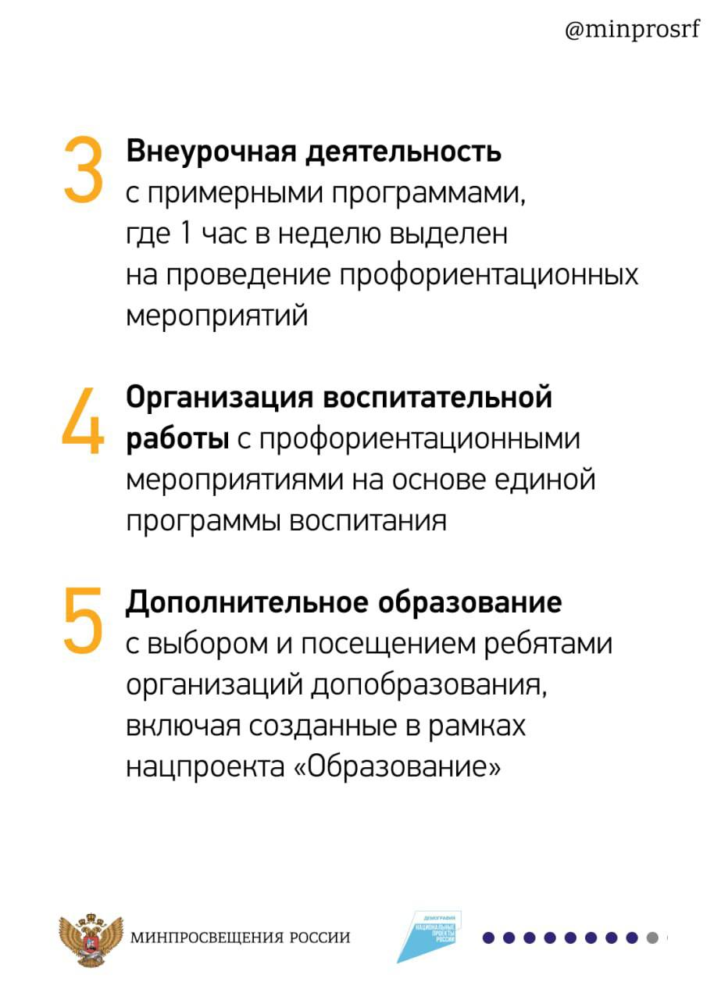 @minprosrf
3
Внеурочная деятельность
с примерными программами,
где 1 час в неделю выделен
на проведение профориентационных
мероприятий
4
Организация воспитательной
работы с профориентационными
мероприятиями на основе единой
программы воспитания
5
Дополнительное образование
с выбором и посещением ребятами
организаций допобразования,
включая созданные в рамках
нацпроекта «Образование»
МИНПРОСВЕЩЕНИЯ РОССИИ
ДЕМОГРАФИЯ
НАЦИОНАЛЬНЫЕ
ПРОЕКТЫ
РОССИИ